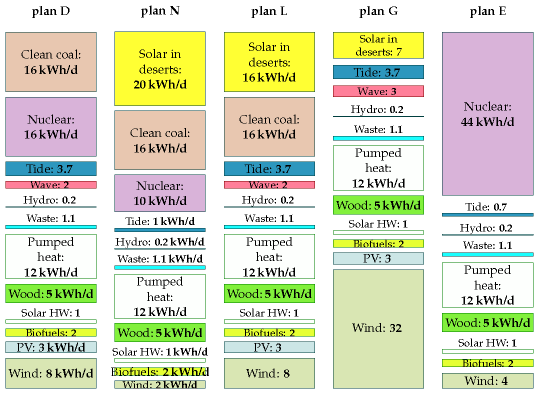 plan D
Clean coal:
16 kWh/d
Nuclear:
16 kWh/d
Tide: 3.7
Wave: 2
Hydro: 0.2
Waste: 1.1
Pumped
heat:
12 kWh/d
Wood: 5 kWh/d
Solar HW: 1
Biofuels: 2
PV: 3 kWh/d
Wind: 8 kWh/d
plan N
Solar in
deserts:
20 kWh/d
Clean coal:
16 kWh/d
Nuclear:
10 kWh/d
Tide: 1 kWh/d
Hydro: 0.2 kWh/d
Waste: 1.1 kWh/d
Pumped
heat:
12 kWh/d
Wood: 5 kWh/d
Solar HW: 1 kWh/d
Biofuels: 2 kWh/d
Wind: 2 kWh/d
plan L
Solar in
deserts:
16 kWh/d
Clean coal:
16 kWh/d
Tide: 3.7
Wave: 2
Hydro: 0.2
Waste: 1.1
Pumped
heat:
12 kWh/d
Wood: 5 kWh/d
Solar HW: 1
Biofuels: 2
PV: 3
Wind: 8
plan G
Solar in
deserts: 7
Tide: 3.7
Wave: 3
Hydro: 0.2
Waste: 1.1
Pumped
heat:
12 kWh/d
Wood: 5 kWh/d
Solar HW: 1
Biofuels: 2
PV: 3
Wind: 32
plan E
Nuclear:
44 kWh/d
Tide: 0.7
Hydro: 0.2
Waste: 1.1
Pumped
heat:
12 kWh/d
Wood: 5 kWh/d
Solar HW: 1
Biofuels: 2
Wind: 4